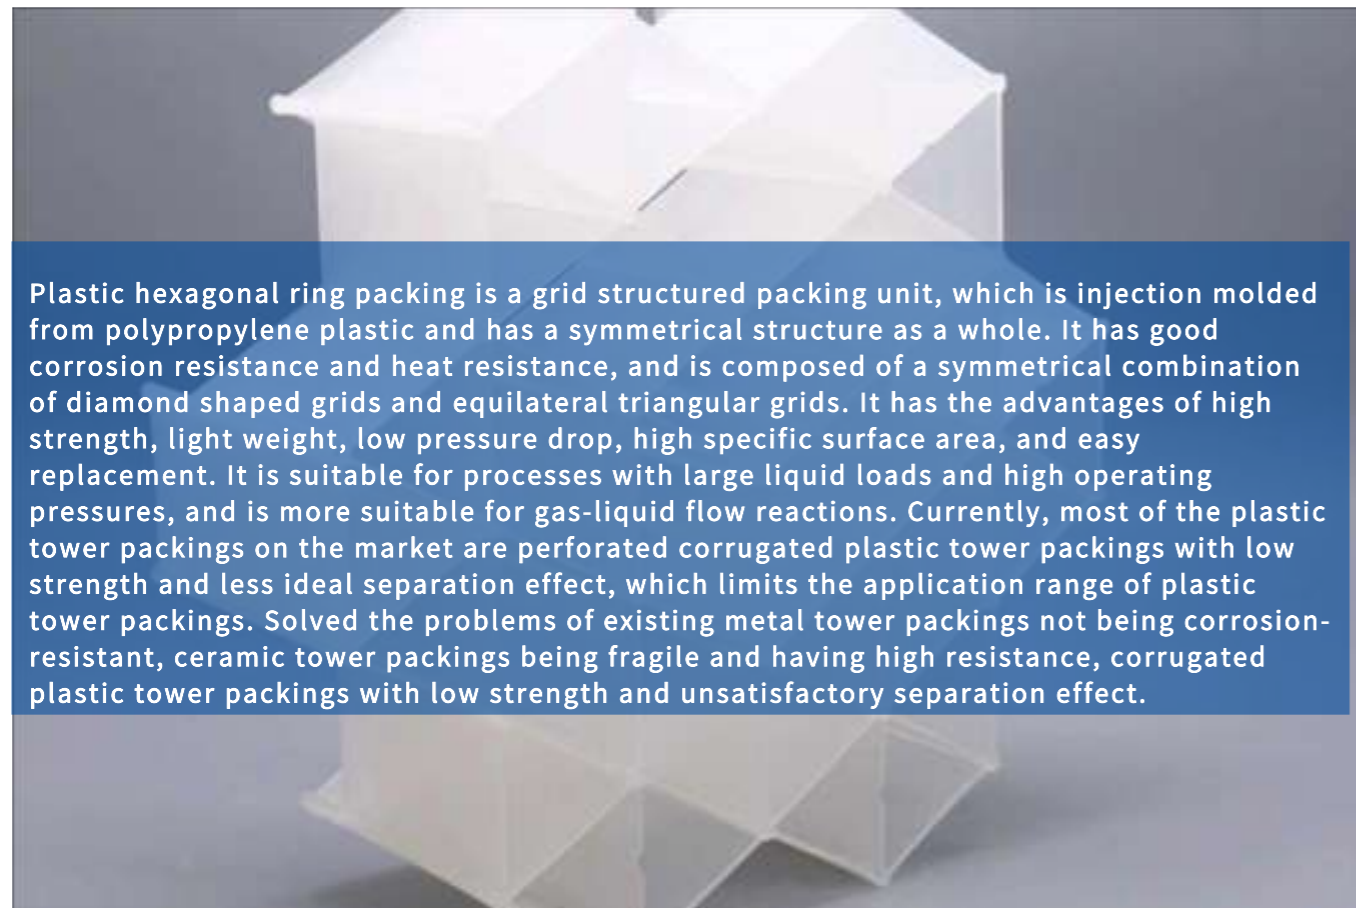 Plastic hexagonal ring packing is a grid structured packing unit, which is injection molded
from polypropylene plastic and has a symmetrical structure as a whole. It has good
corrosion resistance and heat resistance, and is composed of a symmetrical combination
of diamond shaped grids and equilateral triangular grids. It has the advantages of high
strength, light weight, low pressure drop, high specific surface area, and easy
replacement. It is suitable for processes with large liquid loads and high operating
pressures, and is more suitable for gas-liquid flow reactions. Currently, most of the plastic
tower packings on the market are perforated corrugated plastic tower packings with low
strength and less ideal separation effect, which limits the application range of plastic
tower packings. Solved the problems of existing metal tower packings not being corrosion-
resistant, ceramic tower packings being fragile and having high resistance, corrugated
plastic tower packings with low strength and unsatisfactory separation effect.